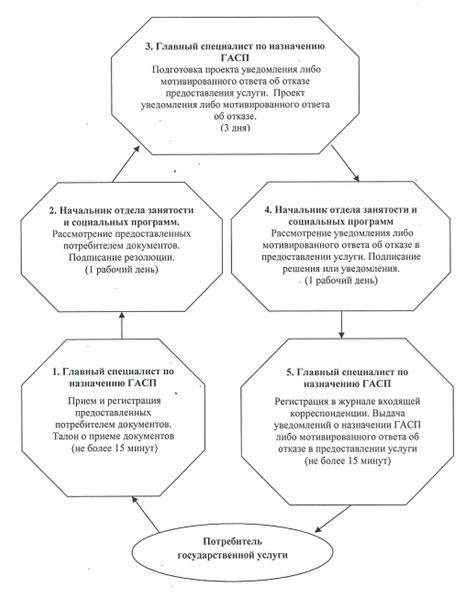 3. Главный специалист по назначению
ГАСП
Подготовка проекта уведомления либо
мотивированного ответа об отказе
предоставления услуги. Проект
уведомления либо мотивированного ответа
об отказе.
(3 дня)
2. Начальник отдела занятости
и социальных программ.
Рассмотрение предоставленных
потребителем документов.
Подписание резолюции.
(1 рабочий день)
4. Начальник отдела занятости и
социальных программ
Рассмотрение уведомления либо
мотивированного ответа об отказе в
предоставлении услуги. Подписание
решения или уведомления.
(1 рабочий день)
1. Главный специалист по
назначению ГАСП
Прием и регистрация
предоставленных
потребителем документов.
Талон о приеме документов
(не более 15 минут)
5. Главный специалист по
назначению ГАСП
Регистрация в журнале входящей
корреспонденции. Выдача
уведомлений о назначении ГАСП
либо мотивированного ответа об
отказе в предоставлении услуги
(не более 15 минут)
Потребитель
государственной услуги